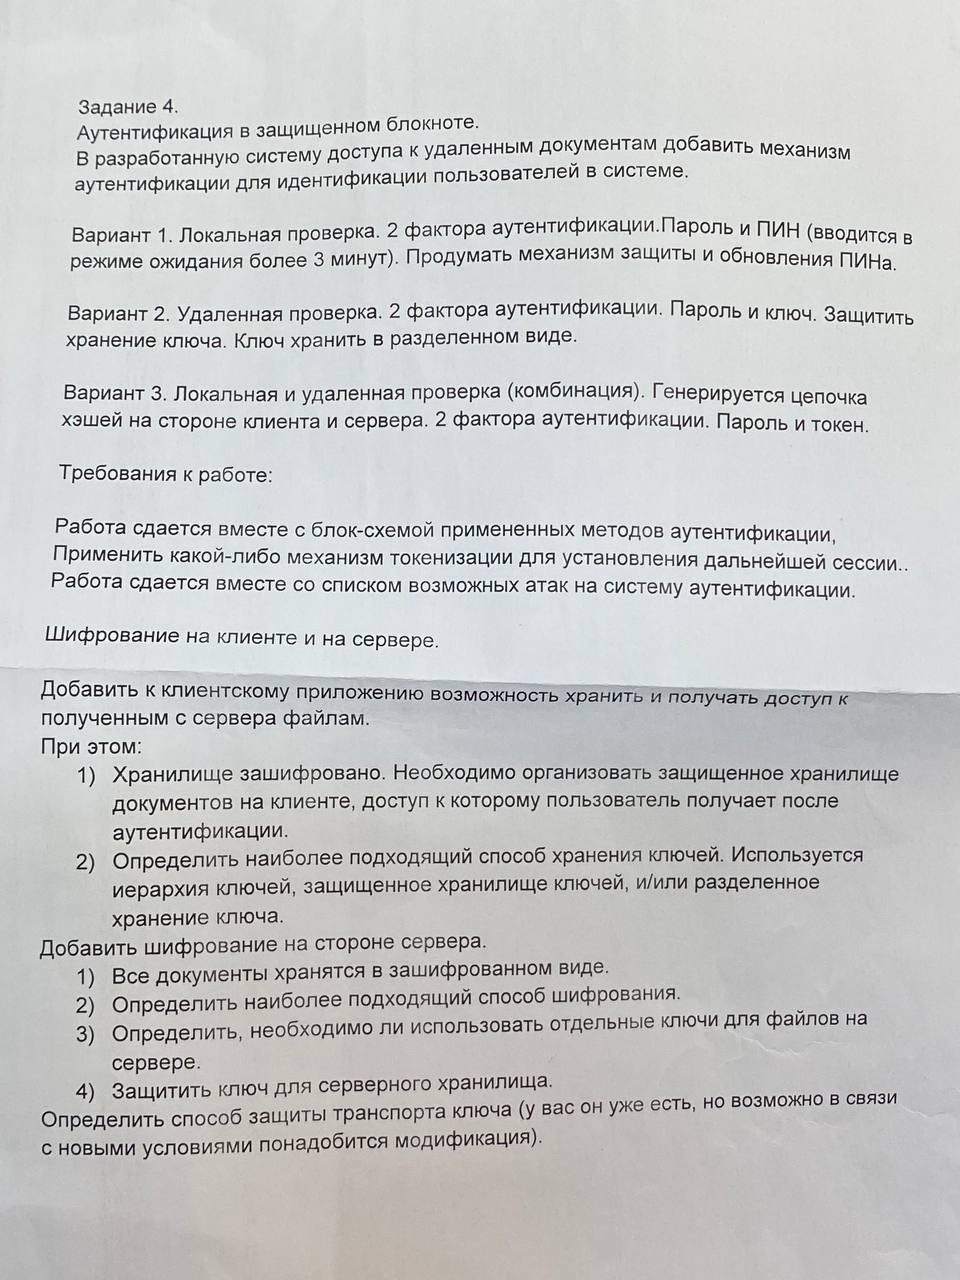 Задание 4.
Аутентификация в защищенном блокноте.
В разработанную систему доступа к удаленным документам добавить механизм
аутентификации для идентификации пользователей в системе.
Вариант 1. Локальная проверка. 2 фактора аутентификации.Пароль и ПИН (вводится в
режиме ожидания более 3 минут). Продумать механизм защиты и обновления ПИНа.
Вариант 2. Удаленная проверка. 2 фактора аутентификации. Пароль и ключ. Защитить
хранение ключа. Ключ хранить в разделенном виде.
Вариант 3. Локальная и удаленная проверка (комбинация). Генерируется цепочка
хэшей на стороне клиента и сервера. 2 фактора аутентификации. Пароль и токен.
Требования к работе:
Работа сдается вместе с блок-схемой примененных методов аутентификации,
Применить какой-либо механизм токенизации для установления дальнейшей сессии..
Работа сдается вместе со списком возможных атак на систему аутентификации.
Шифрование на клиенте и на сервере.
Добавить к клиентскому приложению возможность хранить и получать доступ к
полученным с сервера файлам.
При этом:
1) Хранилище зашифровано. Необходимо организовать защищенное хранилище
документов на клиенте, доступ к которому пользователь получает после
аутентификации.
2) Определить наиболее подходящий способ хранения ключей. Используется
иерархия ключей, защищенное хранилище ключей, и/или разделенное
хранение ключа.
Добавить шифрование на стороне сервера.
1) Все документы хранятся в зашифрованном виде.
2) Определить наиболее подходящий способ шифрования.
3) Определить, необходимо ли использовать отдельные ключи для файлов на
сервере.
4) Защитить ключ для серверного хранилища.
Определить способ защиты транспорта ключа (у вас он уже есть, но возможно в связи
с новыми условиями понадобится модификация).